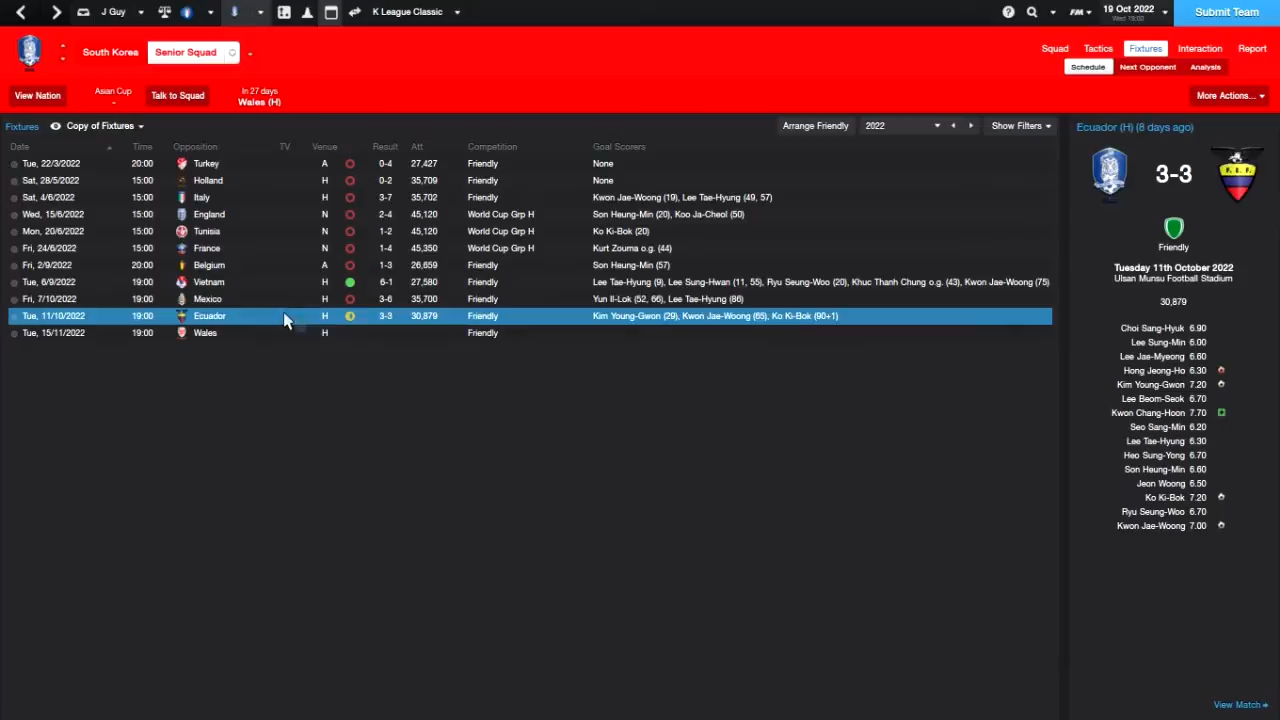 J Guy K League Classic FM 19 Oct 2022 Wed 19:00 Submit Team
South Korea Senior Squad Squad Tactics Fixtures Interaction Report
Schedule Next Opponent Analysis
View Nation Asian Cup - Talk to Squad In 27 days Wales (H) More Actions...
Fixtures Copy of Fixtures Arrange Friendly 2022 Show Filters
Date Time Opposition TV Venue Result Att Competition Goal Scorers
Tue, 22/3/2022 20:00 Turkey A 0-4 27,427 Friendly None
Sat, 28/5/2022 15:00 Holland H 0-2 35,709 Friendly None
Sat, 4/6/2022 15:00 Italy H 3-7 35,702 Friendly Kwon Jae-Woong (19), Lee Tae-Hyung (49, 57)
Wed, 15/6/2022 15:00 England N 2-4 45,120 World Cup Grp H Son Heung-Min (20), Koo Ja-Cheol (50)
Mon, 20/6/2022 15:00 Tunisia N 1-2 45,120 World Cup Grp H Ko Ki-Bok (20)
Fri, 24/6/2022 15:00 France N 1-4 45,350 World Cup Grp H Kurt Zouma o.g. (44)
Fri, 2/9/2022 20:00 Belgium A 1-3 26,659 Friendly Son Heung-Min (57)
Tue, 6/9/2022 19:00 Vietnam H 6-1 27,580 Friendly Lee Tae-Hyung (9), Lee Sung-Hwan (11, 55), Ryu Seung-Woo (20), Khuc Thanh Chung o.g. (43), Kwon Jae-Woong (75)
Fri, 7/10/2022 19:00 Mexico H 3-6 35,700 Friendly Yun Il-Lok (52, 66), Lee Tae-Hyung (86)
Tue, 11/10/2022 19:00 Ecuador H 3-3 30,879 Friendly Kim Young-Gwon (29), Kwon Jae-Woong (65), Ko Ki-Bok (90+1)
Tue, 15/11/2022 19:00 Wales H Friendly
Ecuador (H) (8 days ago)
3-3
F. E. F.
Friendly
Tuesday 11th October 2022
Ulsan Munsu Football Stadium
30,879
Choi Sang-Hyuk 6.90
Lee Sung-Min 6.00
Lee Jae-Myeong 6.60
Hong Jeong-Ho 6.30
Kim Young-Gwon 7.20
Lee Beom-Seok 6.70
Kwon Chang-Hoon 7.70
Seo Sang-Min 6.20
Lee Tae-Hyung 6.30
Heo Sung-Yong 6.70
Son Heung-Min 6.60
Jeon Woong 6.50
Ko Ki-Bok 7.20
Ryu Seung-Woo 6.70
Kwon Jae-Woong 7.00
View Match